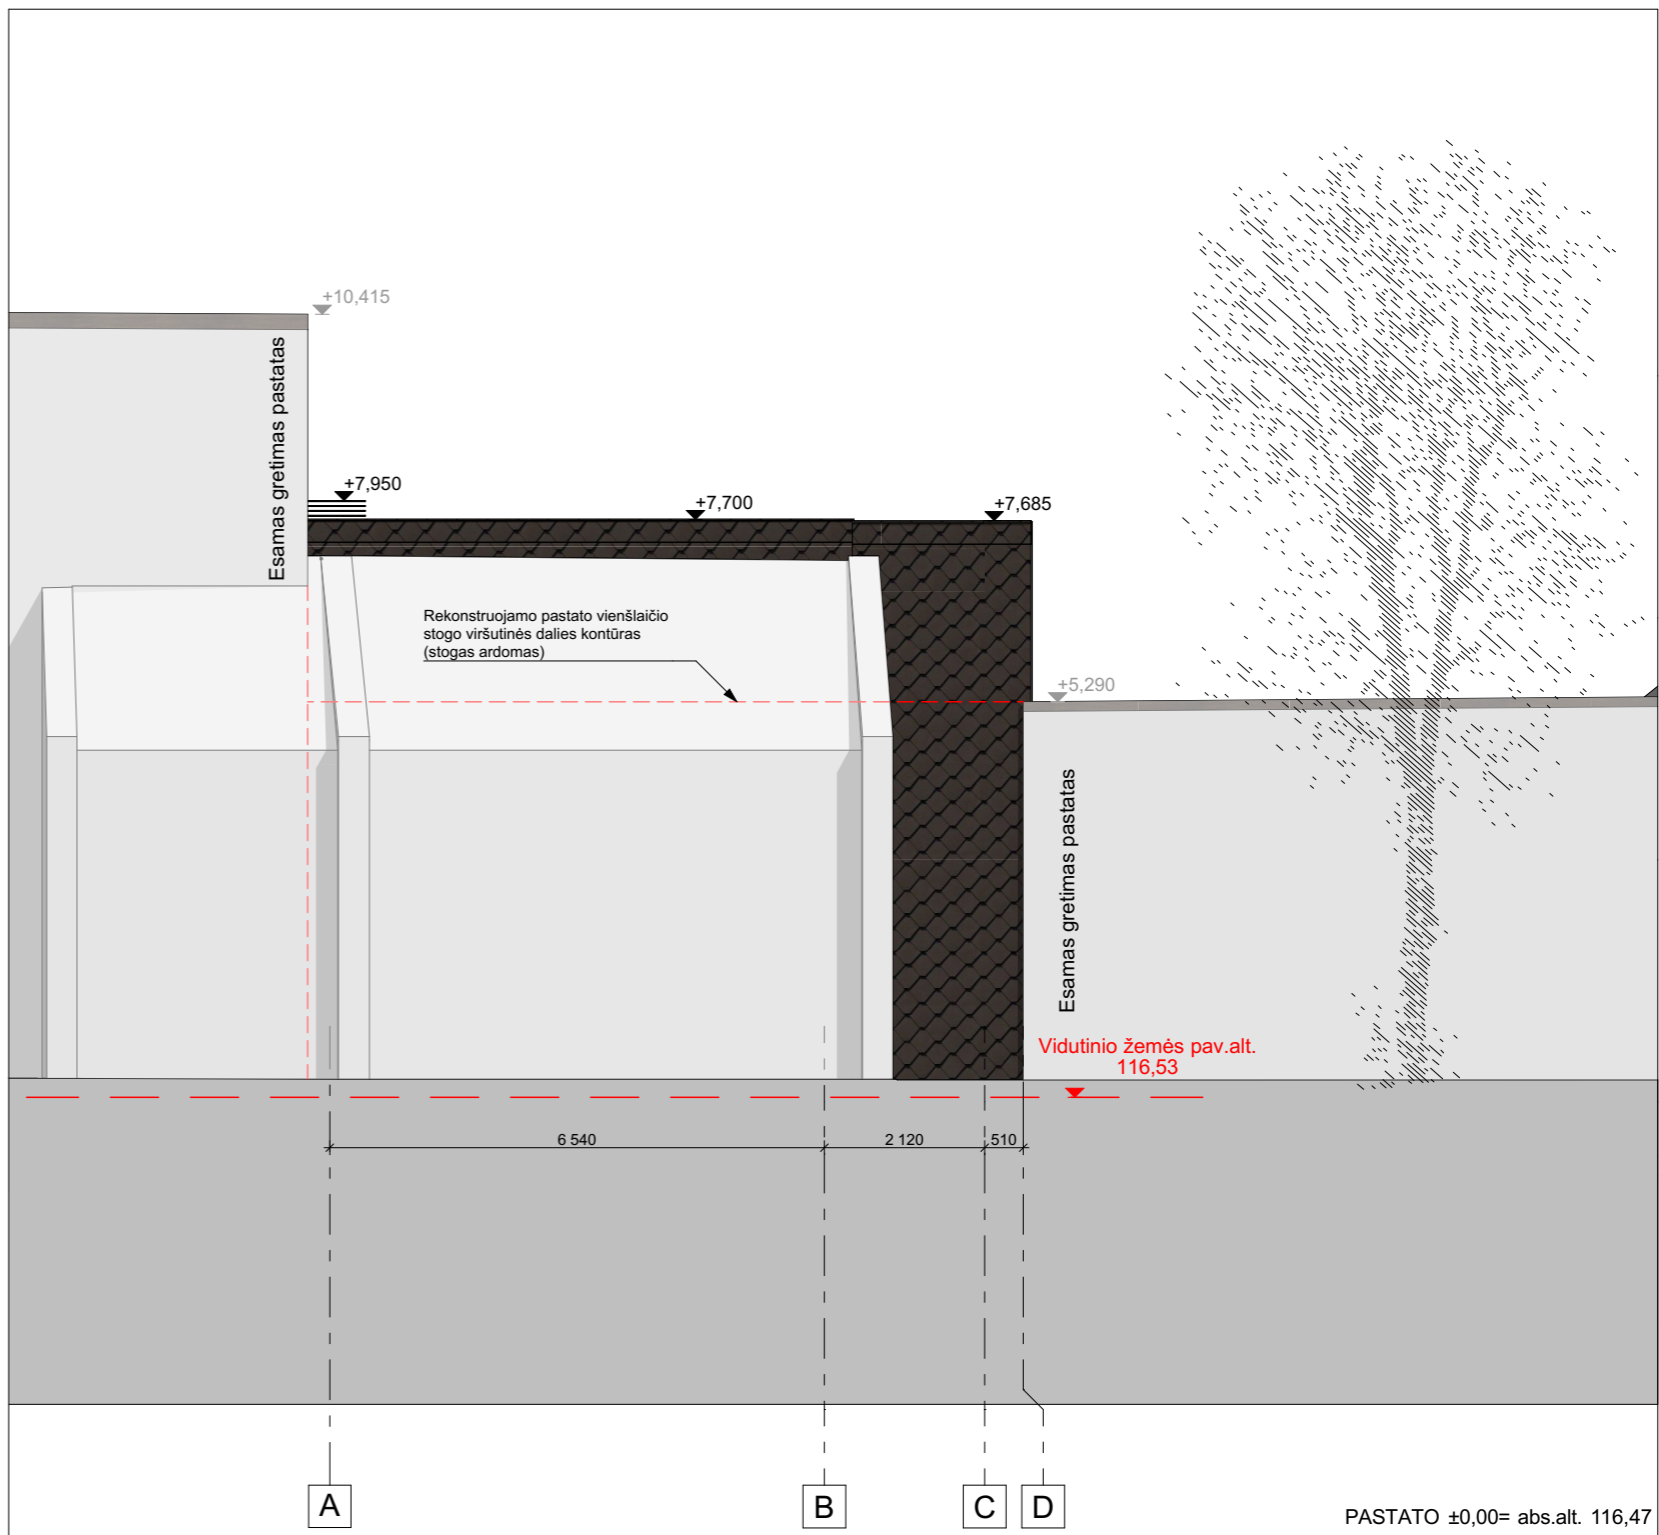 +10,415
Esamas gretimas pastatas
+7,950
+7,700
+7,685
Rekonstruojamo pastato vienšlaičio
stogo viršutinės dalies kontūras
(stogas ardomas)
+5,290
Esamas gretimas pastatas
Vidutinio žemės pav.alt.
116,53
6 540
2 120
510
A
B
C
D
PASTATO ±0,00= abs.alt. 116,47